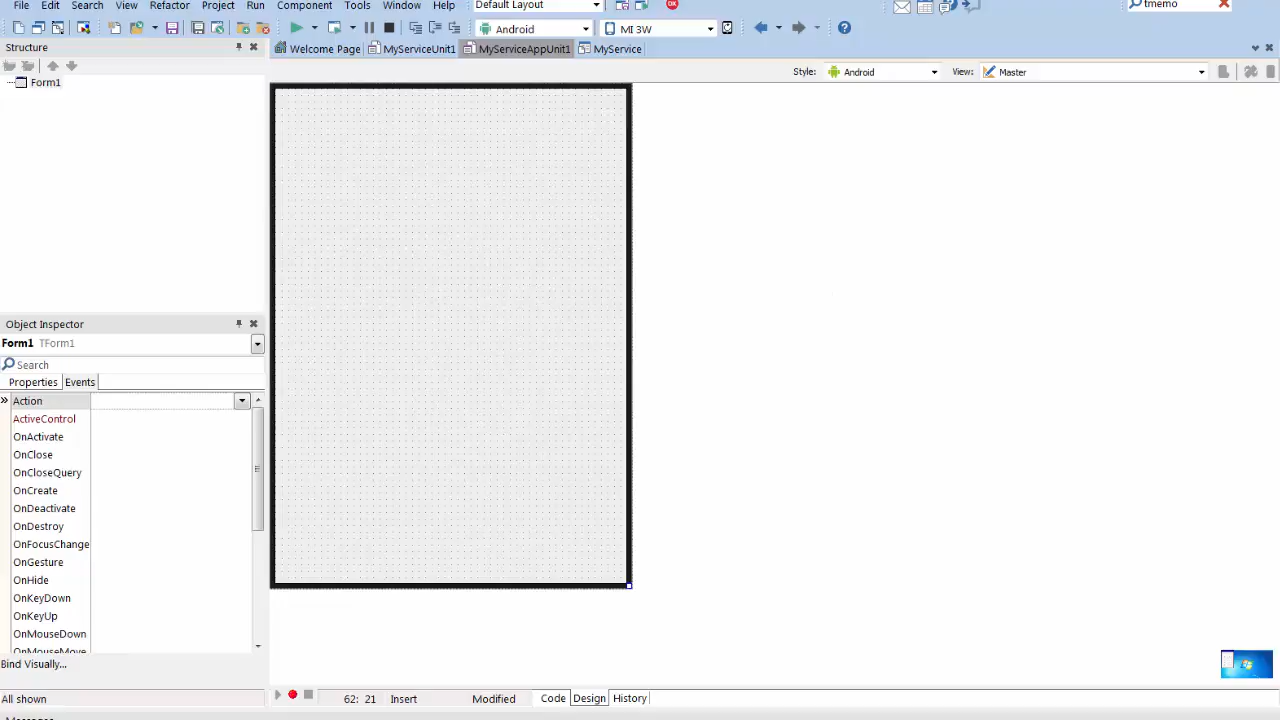 File Edit Search View Refactor Project Run Component Tools Window Help Default Layout tmemo
Android MI 3W
Structure
Welcome Page MyServiceUnit1 MyServiceAppUnit1 MyService
Style: Android View: Master
Form1
Object Inspector
Form1 TForm1
Search
Properties Events
Action
ActiveControl
OnActivate
OnClose
OnCloseQuery
OnCreate
OnDeactivate
OnDestroy
OnFocusChange
OnGesture
OnHide
OnKeyDown
OnKeyUp
OnMouseDown
OnMouseMove
Bind Visually...
All shown 62: 21 Insert Modified Code Design History
Messages